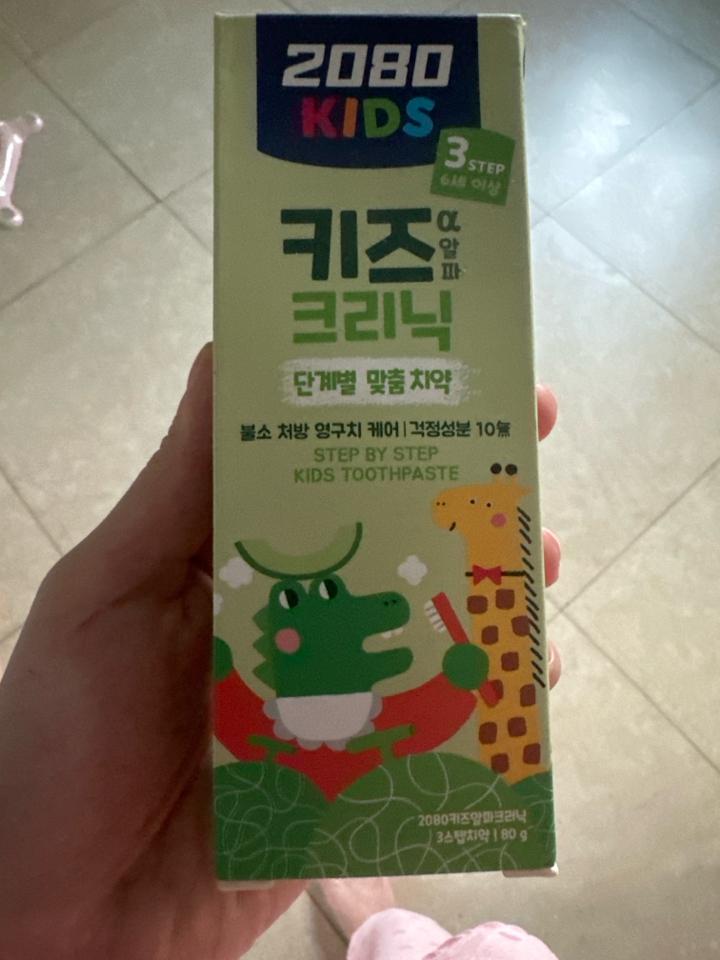 2080
KIDS
3 STEP
6세 이상
키즈 α 알파
크리닉
단계별 맞춤 치약
불소 처방 영구치 케어 | 걱정성분 10無
STEP BY STEP
KIDS TOOTHPASTE
2080키즈알파크리닉
3스텝치약 | 80 g